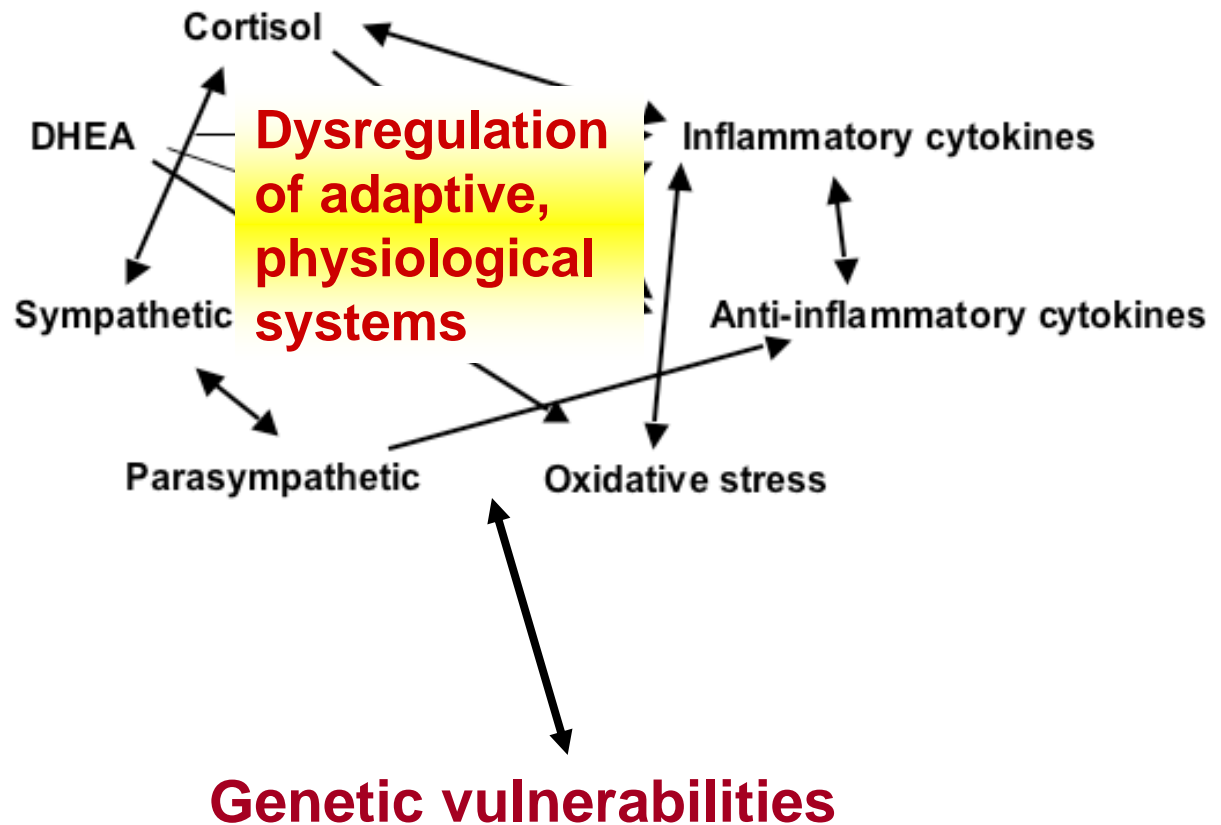 Cortisol
DHEA
Dysregulation
of adaptive,
physiological
systems
Inflammatory cytokines
Sympathetic
Anti-inflammatory cytokines
Parasympathetic
Oxidative stress
Genetic vulnerabilities